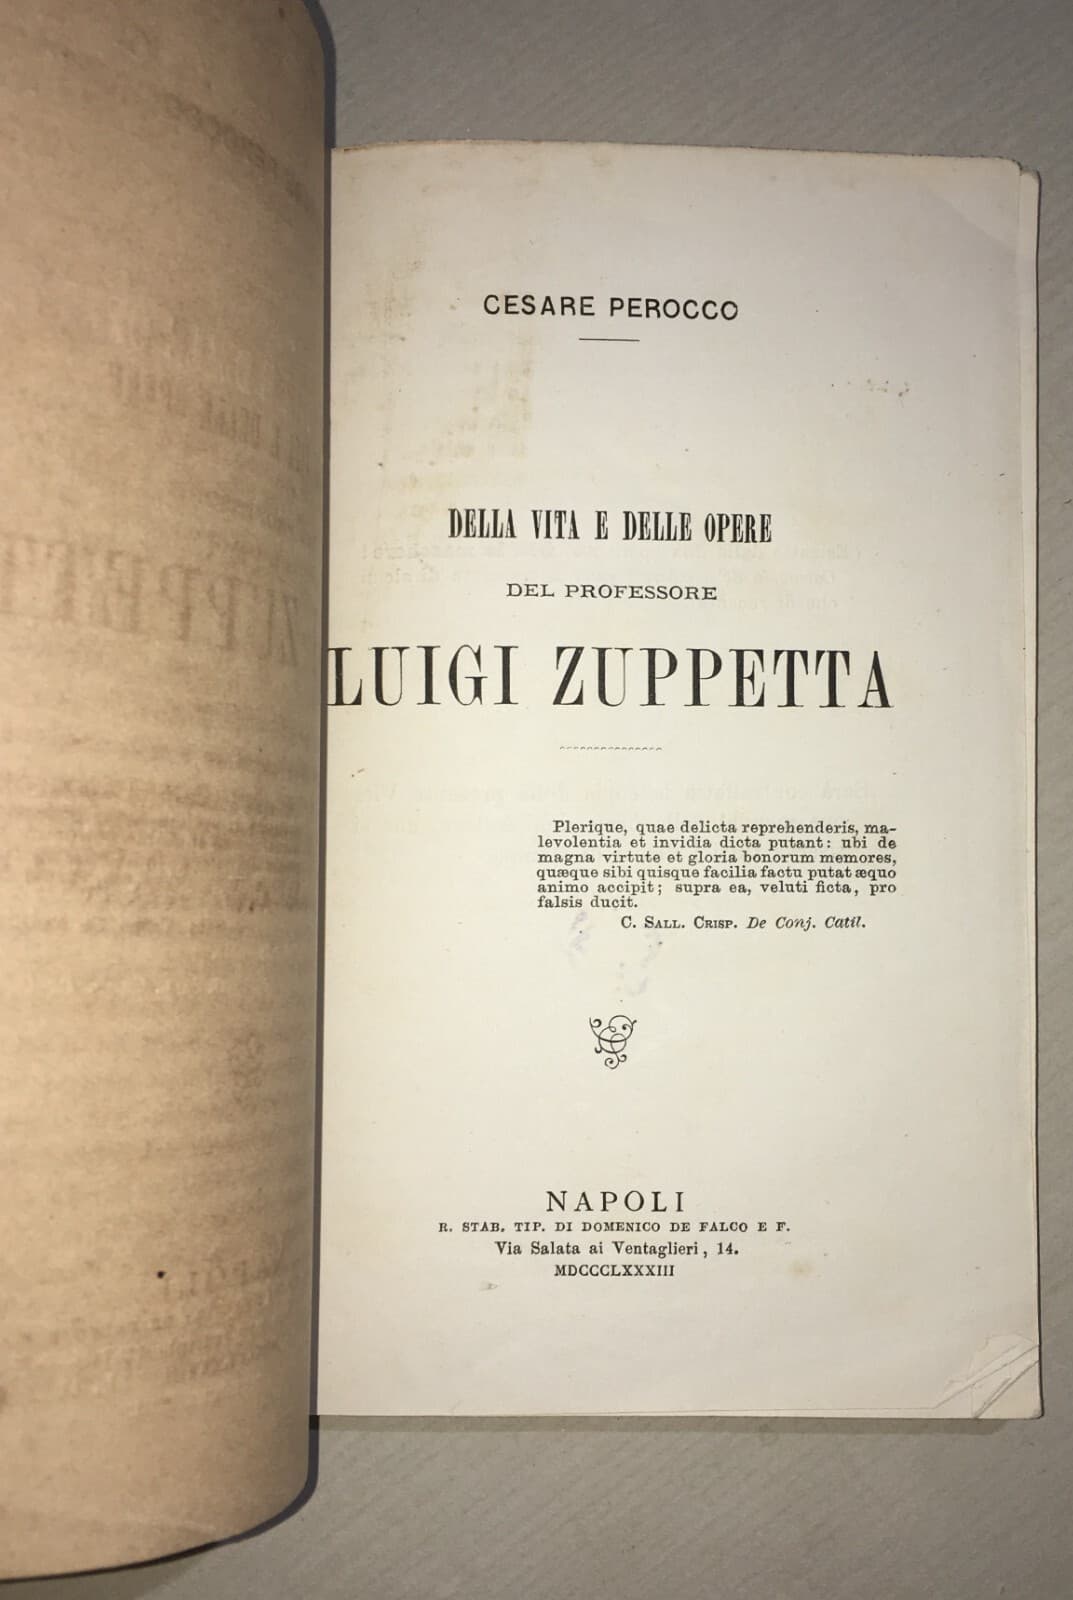 CESARE PEROCCO
DELLA VITA E DELLE OPERE
DEL PROFESSORE
LUIGI ZUPPETTA
Plerique, quae delicta reprehenderis, ma-
levolentia et invidia dicta putant: ubi de
magna virtute et gloria bonorum memores,
quæque sibi quisque facilia factu putat æquo
animo accipit; supra ea, veluti ficta, pro
falsis ducit.
C. SALL. CRISP. De Conj. Catil.
NAPOLI
R. STAB. TIP. DI DOMENICO DE FALCO E F.
Via Salata ai Ventaglieri, 14.
MDCCCLXXXIII